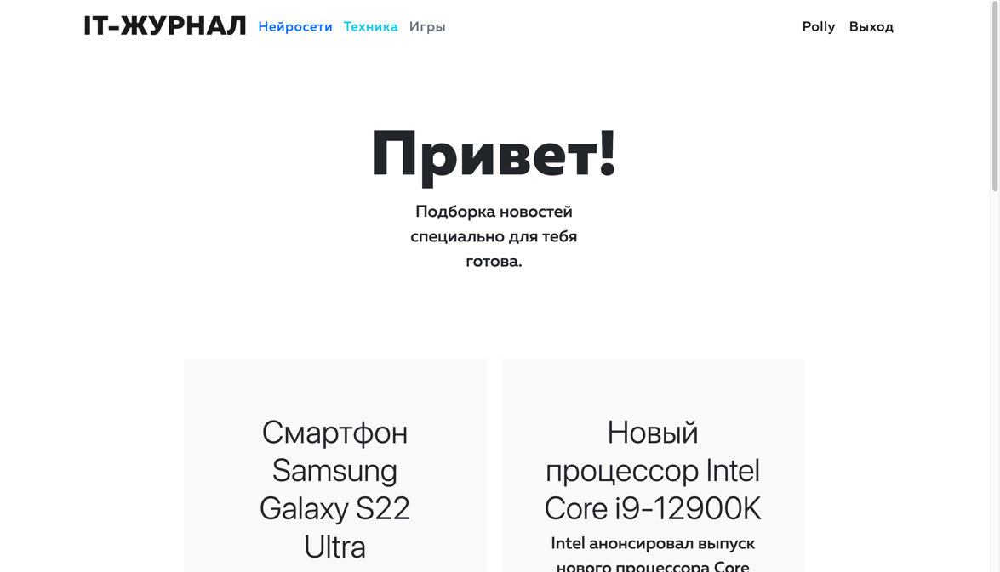 IT-ЖУРНАЛ Нейросети Техника Игры Polly Выход
Привет!
Подборка новостей
специально для тебя
готова.
Смартфон
Samsung
Galaxy S22
Ultra
Новый
процессор Intel
Core i9-12900K
Intel анонсировал выпуск
нового процессора Core